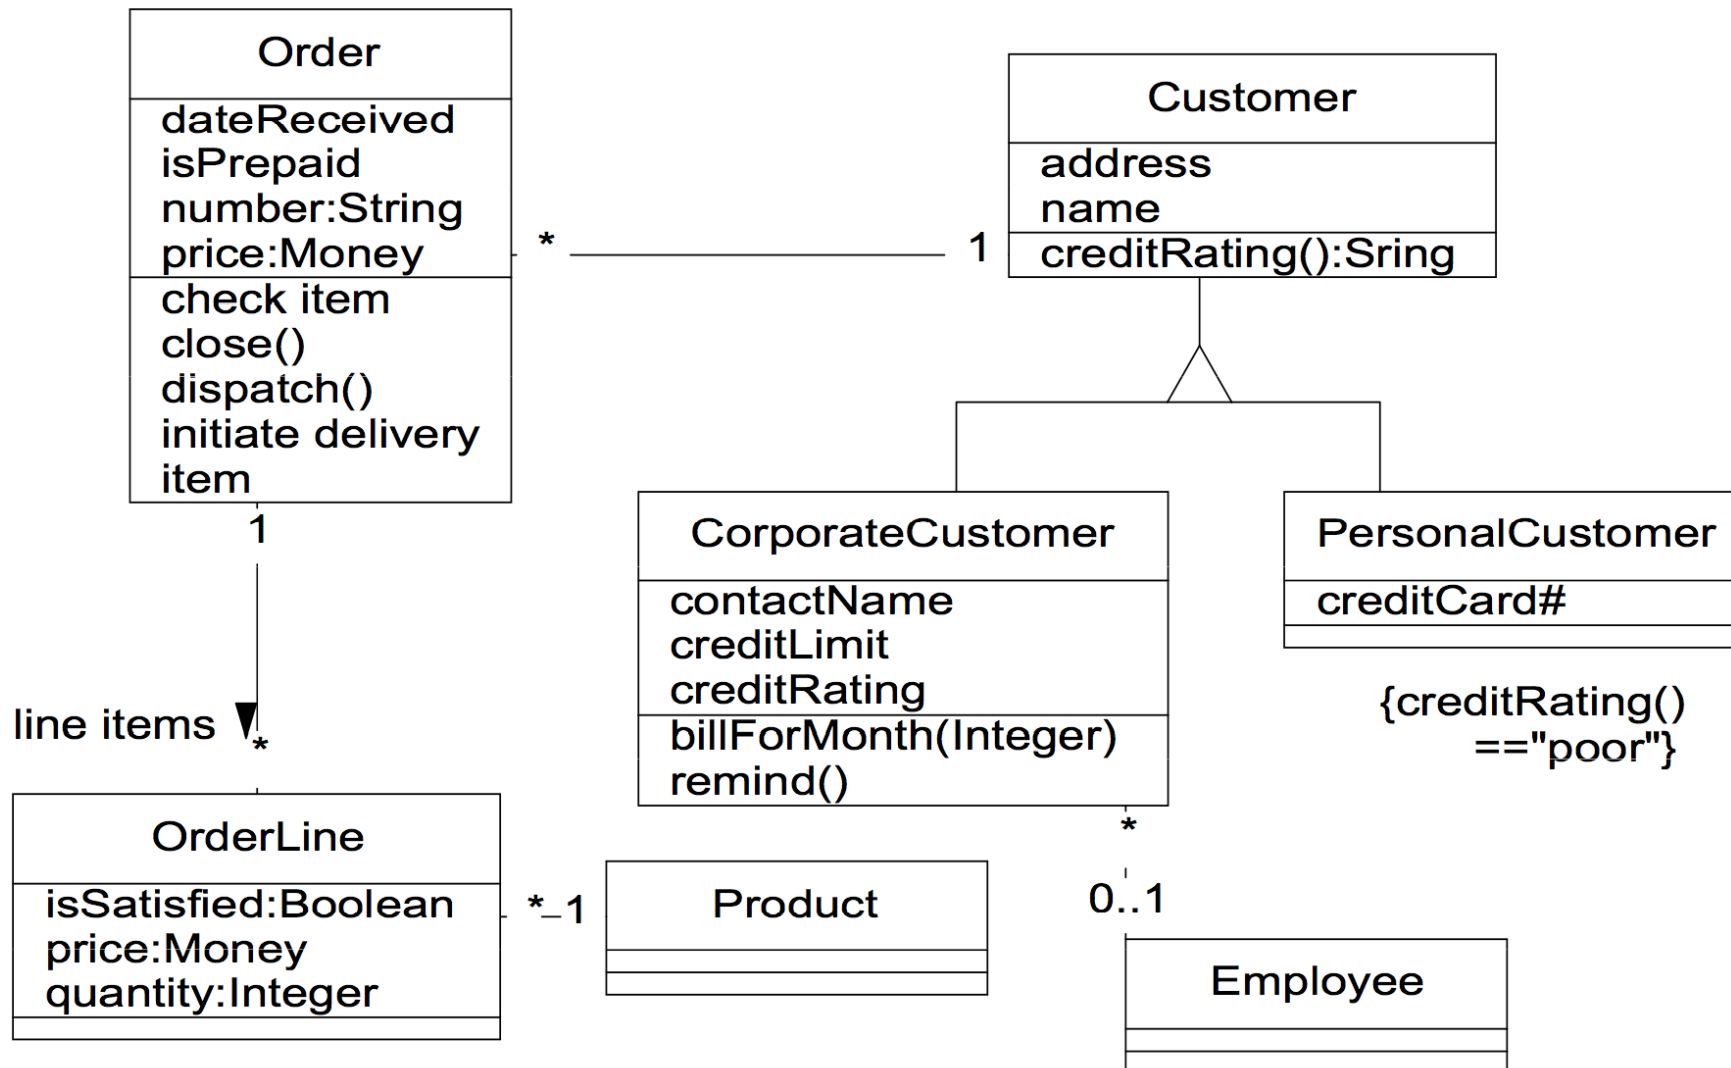 Order
dateReceived
isPrepaid
number:String
price:Money
check item
close()
dispatch()
initiate delivery
item
*
1
Customer
address
name
creditRating():Sring
1
line items
*
CorporateCustomer
contactName
creditLimit
creditRating
billForMonth(Integer)
remind()
PersonalCustomer
creditCard#
{creditRating()
=="poor"}
OrderLine
isSatisfied:Boolean
price:Money
quantity:Integer
*
1
Product
*
0..1
Employee